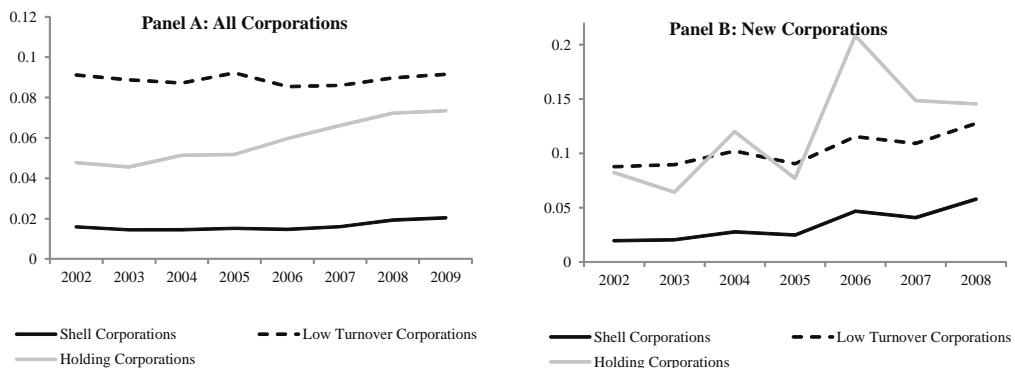 Panel A: All Corporations
0.12
0.1
0.08
0.06
0.04
0.02
0
2002 2003 2004 2005 2006 2007 2008 2009
Shell Corporations Low Turnover Corporations
Holding Corporations
Panel B: New Corporations
0.2
0.15
0.1
0.05
0
2002 2003 2004 2005 2006 2007 2008
Shell Corporations Low Turnover Corporations
Holding Corporations